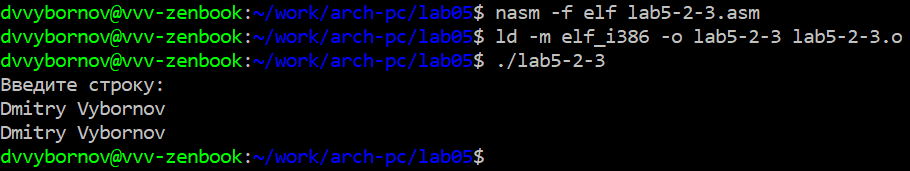 dvvybornov@vvv-zenbook:~/work/arch-pc/lab05$ nasm -f elf lab5-2-3.asm
dvvybornov@vvv-zenbook:~/work/arch-pc/lab05$ ld -m elf_i386 -o lab5-2-3 lab5-2-3.o
dvvybornov@vvv-zenbook:~/work/arch-pc/lab05$ ./lab5-2-3
Введите строку:
Dmitry Vybornov
Dmitry Vybornov
dvvybornov@vvv-zenbook:~/work/arch-pc/lab05$